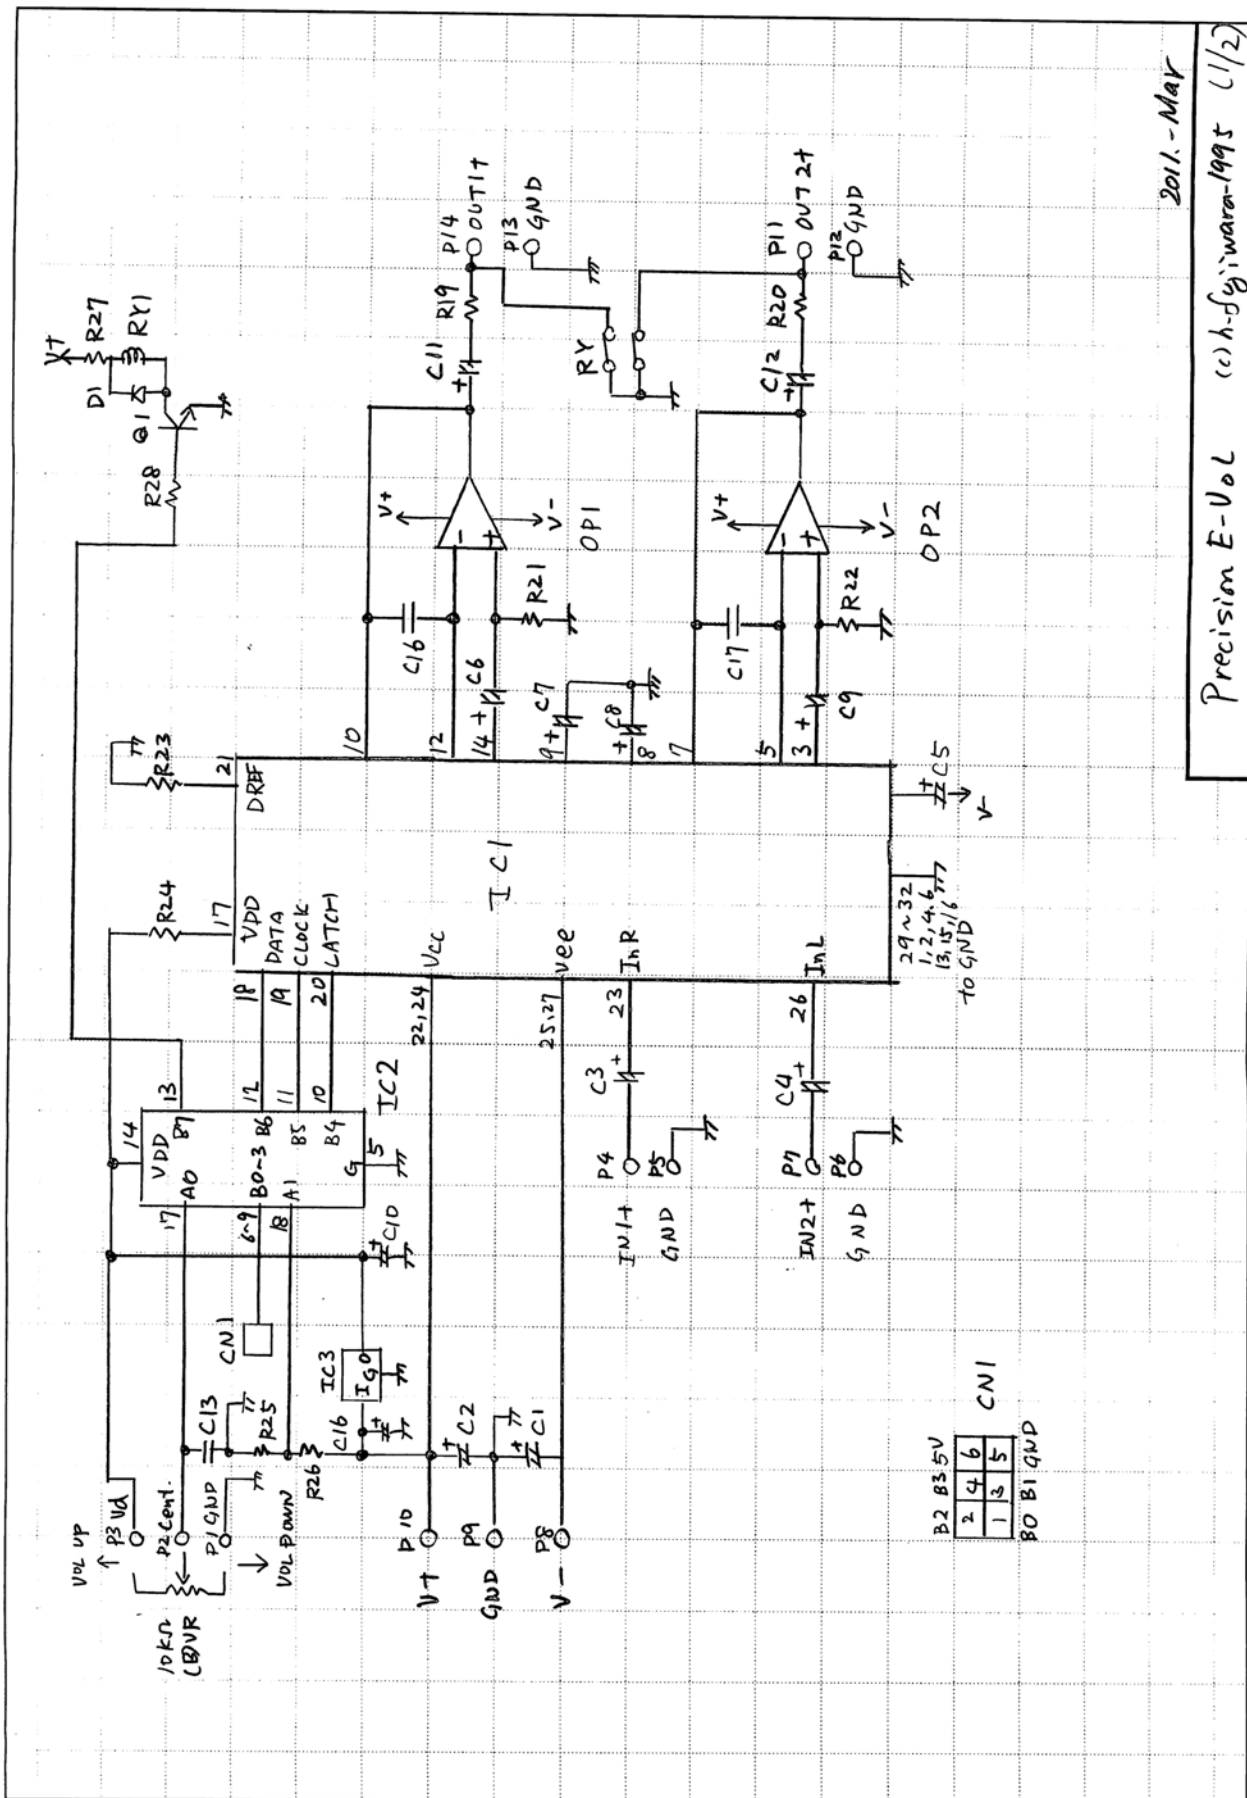 VOL UP
P3 Vd
P2 Cent.
P1 GND
VOL DOWN
10KΩ
(B)VR
C13
R25
R26
CN1
C16
IC3
I G O
C10
14
VDD
17
A0
B7
13
6~9
B0~3
B6
12
18
A1
B5
11
B4
10
G
5
IC2
R24
17
VDD
18
DATA
19
CLOCK
20
LATCH
R23
21
DREF
IC1
V+
R27
D1
RY1
Q1
R28
V+
P10
GND
P9
V-
P8
C2
C1
22,24
Vcc
25,27
Vee
IN1+
P4
C3
23
InR
GND
P5
IN2+
P7
C4
26
InL
GND
P6
10
12
14
9
8
7
5
3
C16
C6
R21
C7
C8
V+
V-
OP1
C11
R19
P14
OUT1+
P13
GND
RY
C17
C9
R22
V+
V-
OP2
C12
R20
P11
OUT2+
P12
GND
29~32
1,2,4,6
13,15,16
to GND
C5
V-
B2 B3 5V
2 4 6
1 3 5
B0 B1 GND
CN1
2011.-Mar
Precision E-Vol (c) h-fujiwara-1995 (1/2)